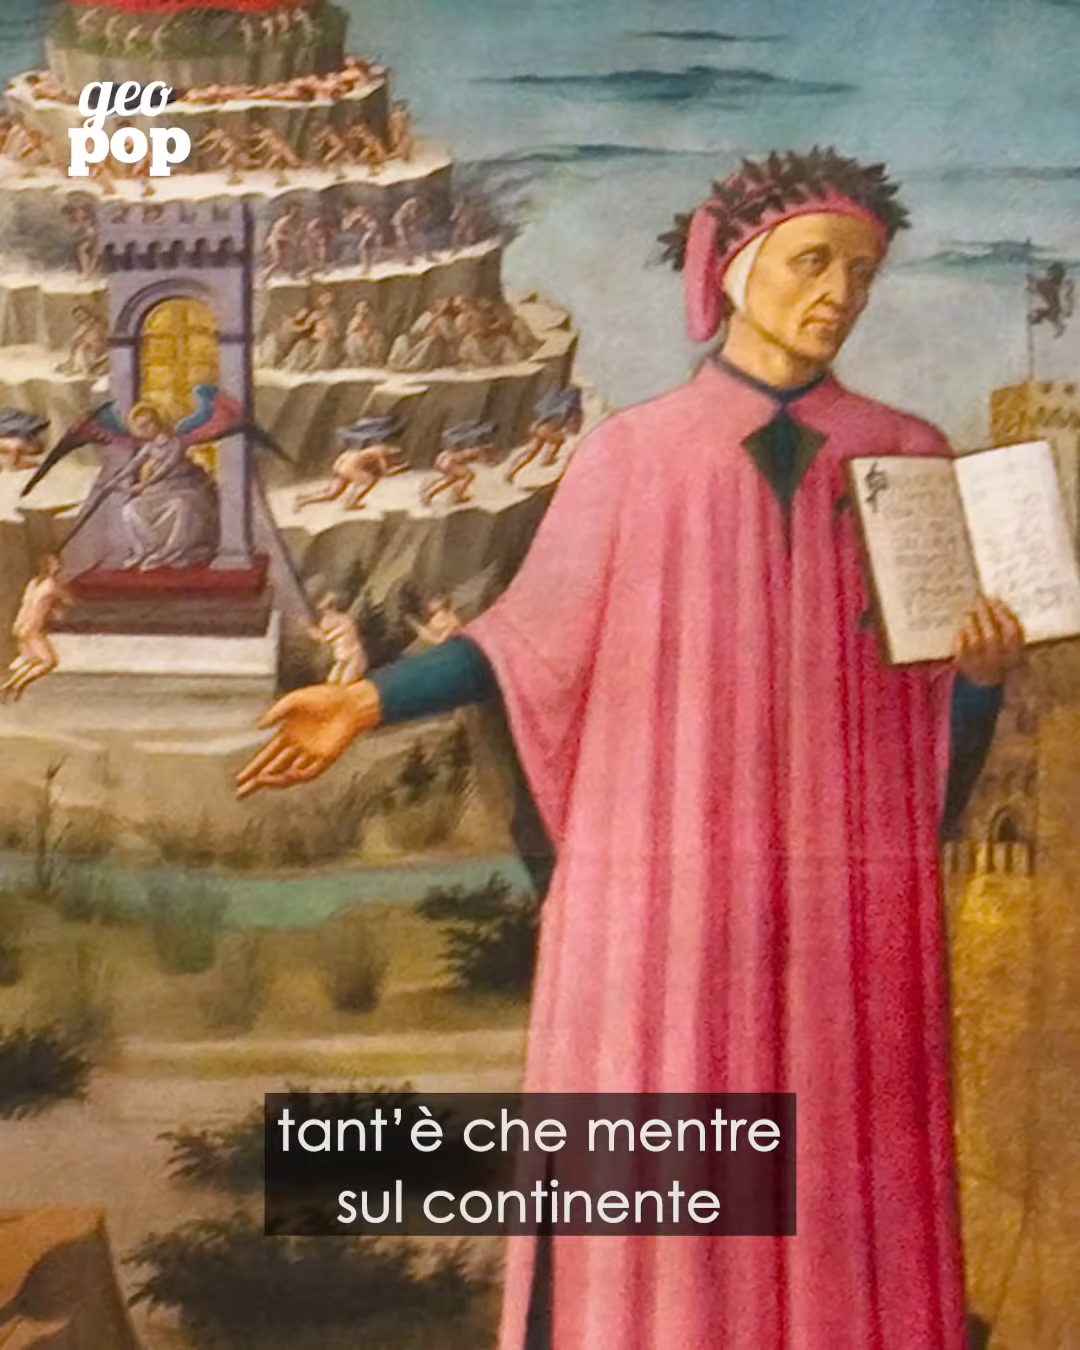 geo
pop
tant'è che mentre
sul continente